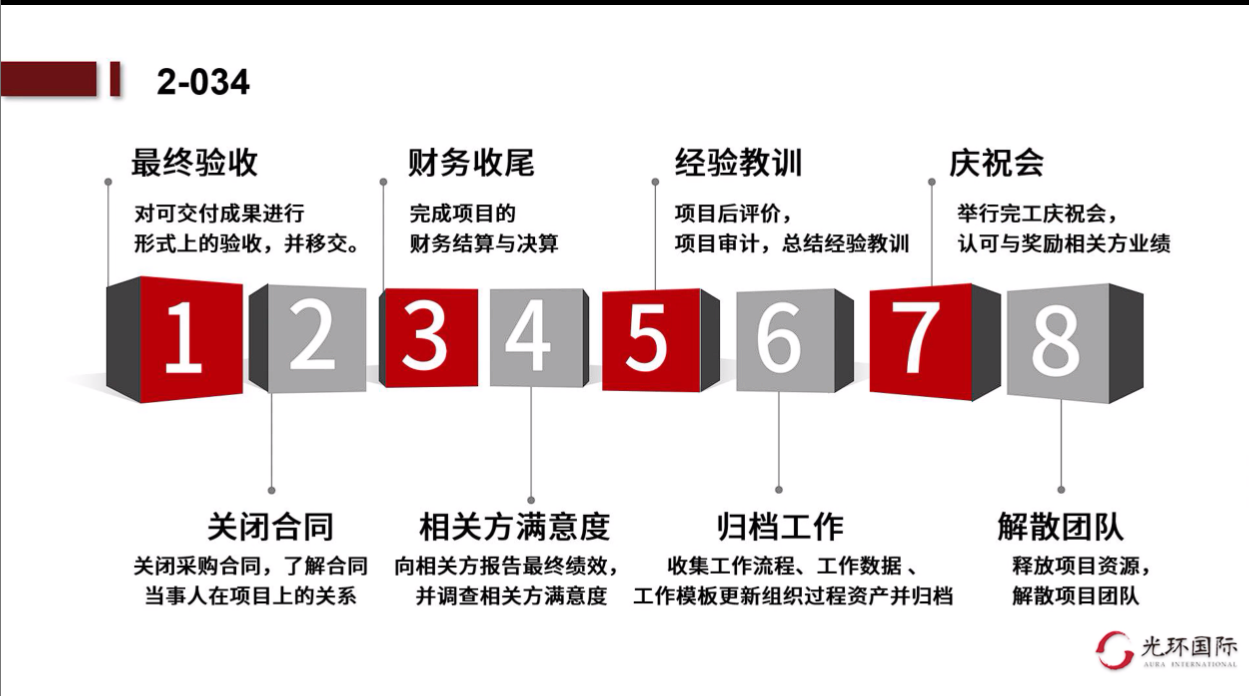 2-034
最终验收
对可交付成果进行
形式上的验收，并移交。
财务收尾
完成项目的
财务结算与决算
经验教训
项目后评价，
项目审计，总结经验教训
庆祝会
举行完工庆祝会，
认可与奖励相关方业绩
1
2
3
4
5
6
7
8
关闭合同
关闭采购合同，了解合同
当事人在项目上的关系
相关方满意度
向相关方报告最终绩效，
并调查相关方满意度
归档工作
收集工作流程、工作数据 、
工作模板更新组织过程资产并归档
解散团队
释放项目资源，
解散项目团队
光环国际
AURA INTERNATIONAL